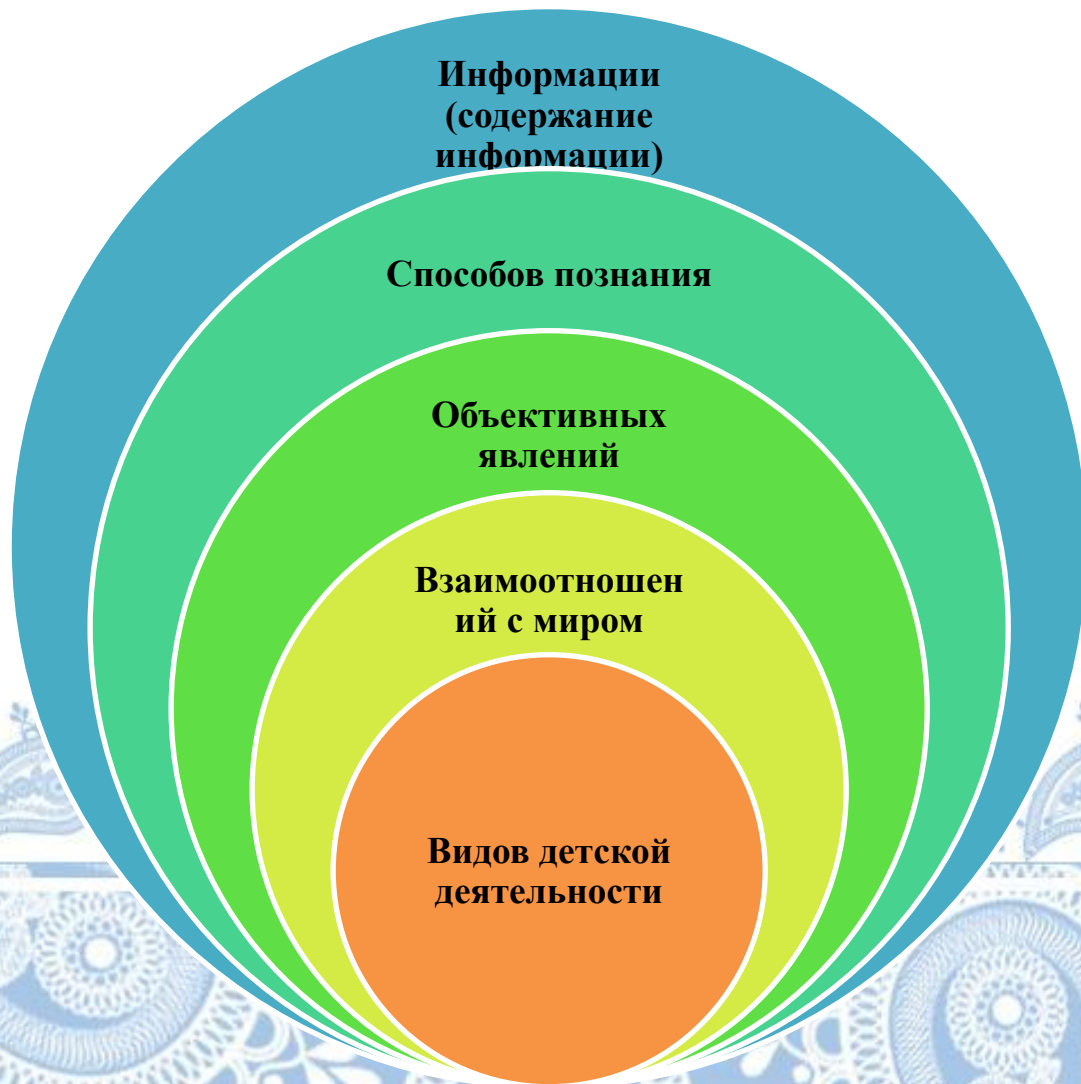 Информации
(содержание
информации)
Способов познания
Объективных
явлений
Взаимоотношен
ий с миром
Видов детской
деятельности